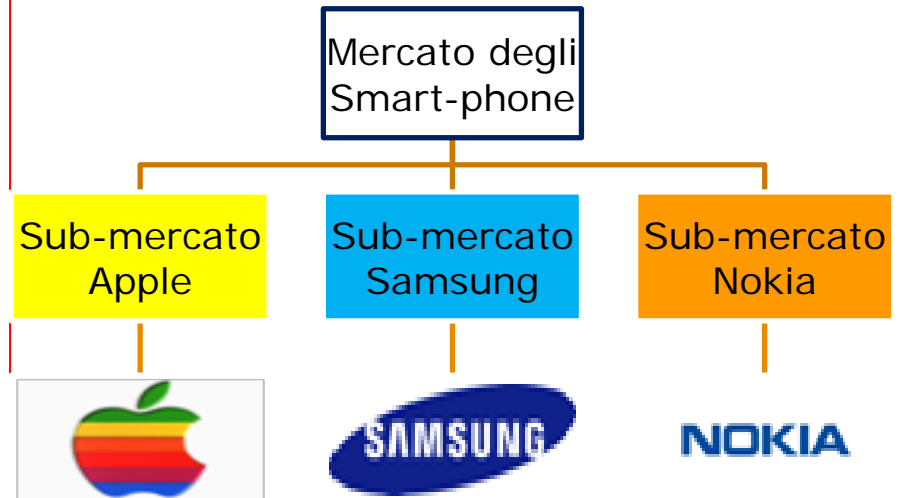 Mercato degli
Smart-phone
Sub-mercato
Apple
Sub-mercato
Samsung
Sub-mercato
Nokia
SAMSUNG
NOKIA